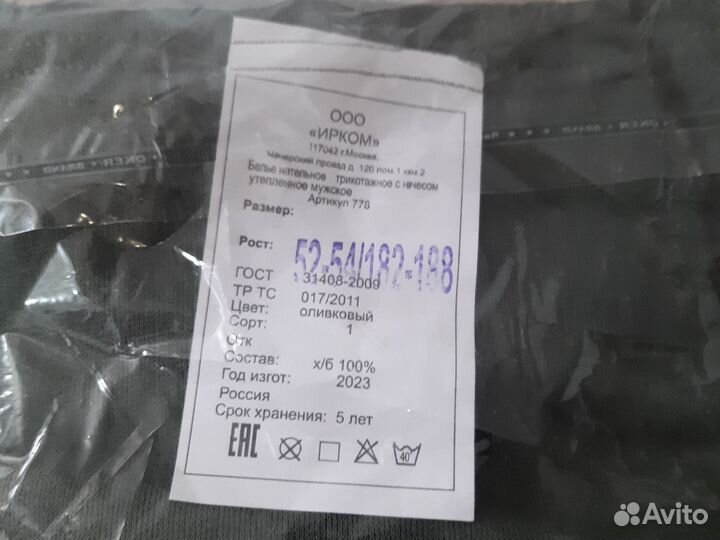 ООО
«ИРКОМ»
117042 г.Москва.
Чечерский проезд д. 120 пом. 1 ком.2
Белье нательное трикотажное с начесом
утепленное мужское
Артикул 778
Размер:
Рост: 52-54/182-188
ГОСТ 31408-2009
ТР ТС 017/2011
Цвет: оливковый
Сорт: 1
Отк
Состав: х/б 100%
Год изгот: 2023
Россия
Срок хранения: 5 лет
EAC
40
Avito